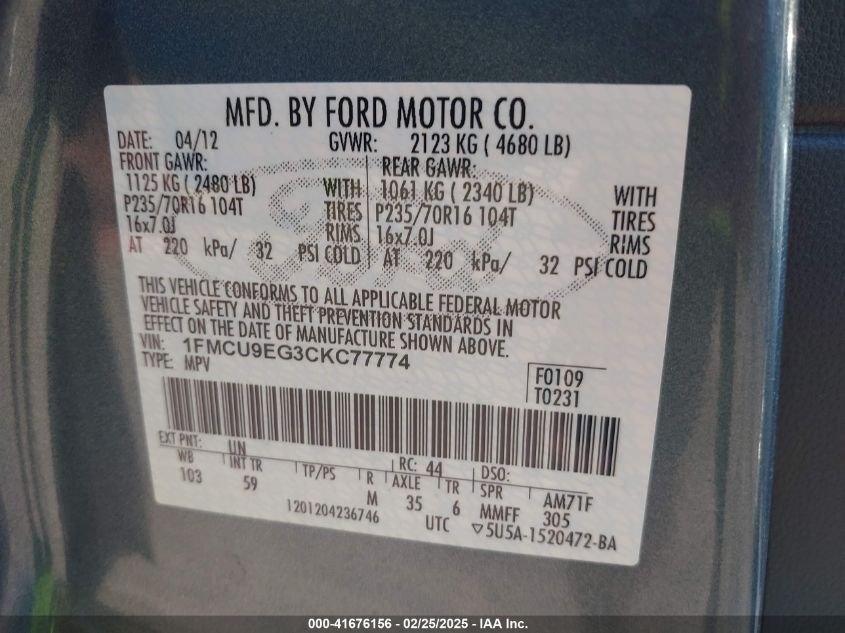 MFD. BY FORD MOTOR CO.
DATE: 04/12 GVWR: 2123 KG ( 4680 LB)
FRONT GAWR: REAR GAWR:
1125 KG ( 2480 LB) WITH 1061 KG ( 2340 LB) WITH
P235/70R16 104T TIRES P235/70R16 104T TIRES
16x7.0J RIMS 16x7.0J RIMS
AT 220 kPa/ 32 PSI COLD AT 220 kPa/ 32 PSI COLD
Ford
THIS VEHICLE CONFORMS TO ALL APPLICABLE FEDERAL MOTOR
VEHICLE SAFETY AND THEFT PREVENTION STANDARDS IN
EFFECT ON THE DATE OF MANUFACTURE SHOWN ABOVE.
VIN: 1FMCU9EG3CKC77774
TYPE: MPV
F0109
T0231
EXT PNT: UN RC: 44 DSO:
WB INT TR TP/PS R AXLE TR SPR AM71F
103 59 M 35 6 MMFF 305
1201204236746 UTC ▽5U5A-1520472-BA
000-41676156 – 02/25/2025 - IAA Inc.